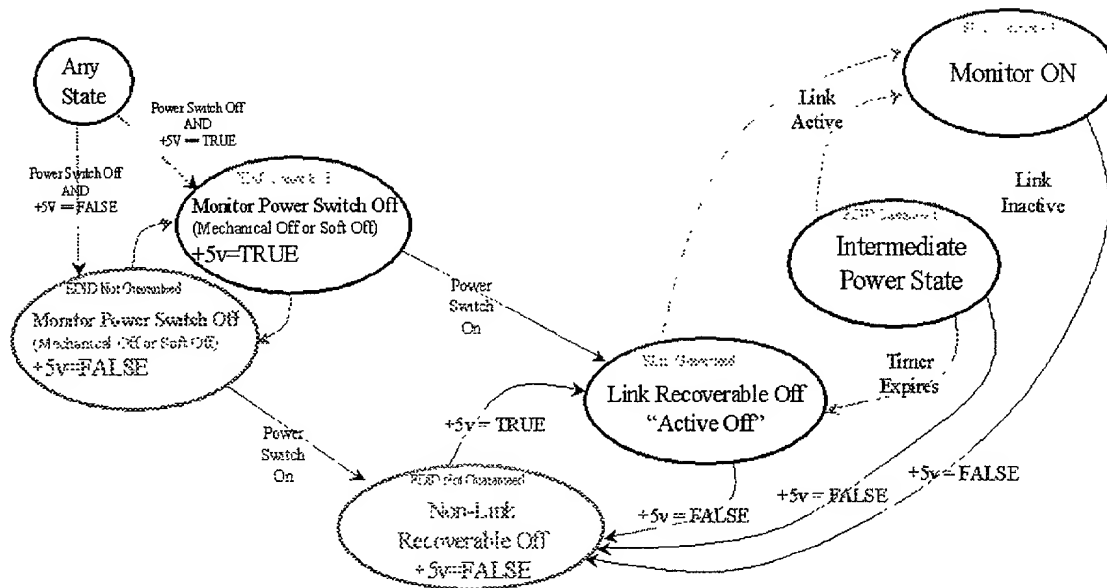 Any
State
Power Switch Off
AND
+5V = TRUE
Power Switch Off
AND
+5V = FALSE
Monitor Power Switch Off
(Mechanical Off or Soft Off)
+5v=TRUE
EDID Not Guaranteed
Monitor Power Switch Off
(Mechanical Off or Soft Off)
+5v=FALSE
Power
Switch
On
Power
Switch
On
Link Recoverable Off
“Active Off”
+5v = TRUE
EDID Not Guaranteed
Non-Link
Recoverable Off
+5v=FALSE
+5v = FALSE
+5v = FALSE
+5v = FALSE
Monitor ON
Link
Active
Link
Inactive
Intermediate
Power State
Timer
Expires